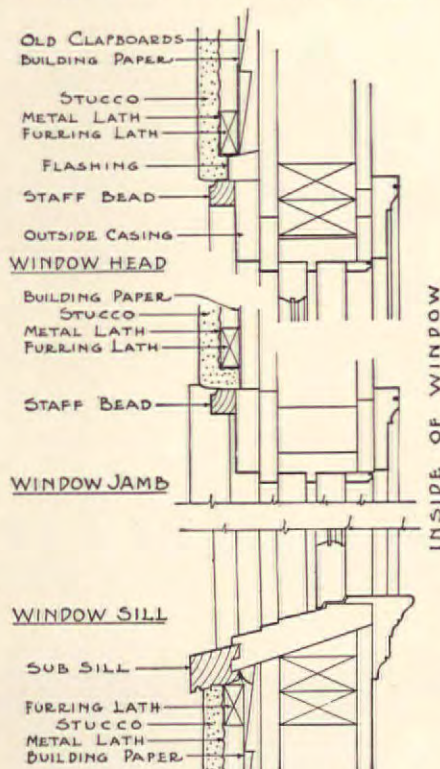 OLD CLAPBOARDS
BUILDING PAPER
STUCCO
METAL LATH
FURRING LATH
FLASHING
STAFF BEAD
OUTSIDE CASING
WINDOW HEAD
BUILDING PAPER
STUCCO
METAL LATH
FURRING LATH
STAFF BEAD
WINDOW JAMB
INSIDE OF WINDOW
WINDOW SILL
SUB SILL
FURRING LATH
STUCCO
METAL LATH
BUILDING PAPER